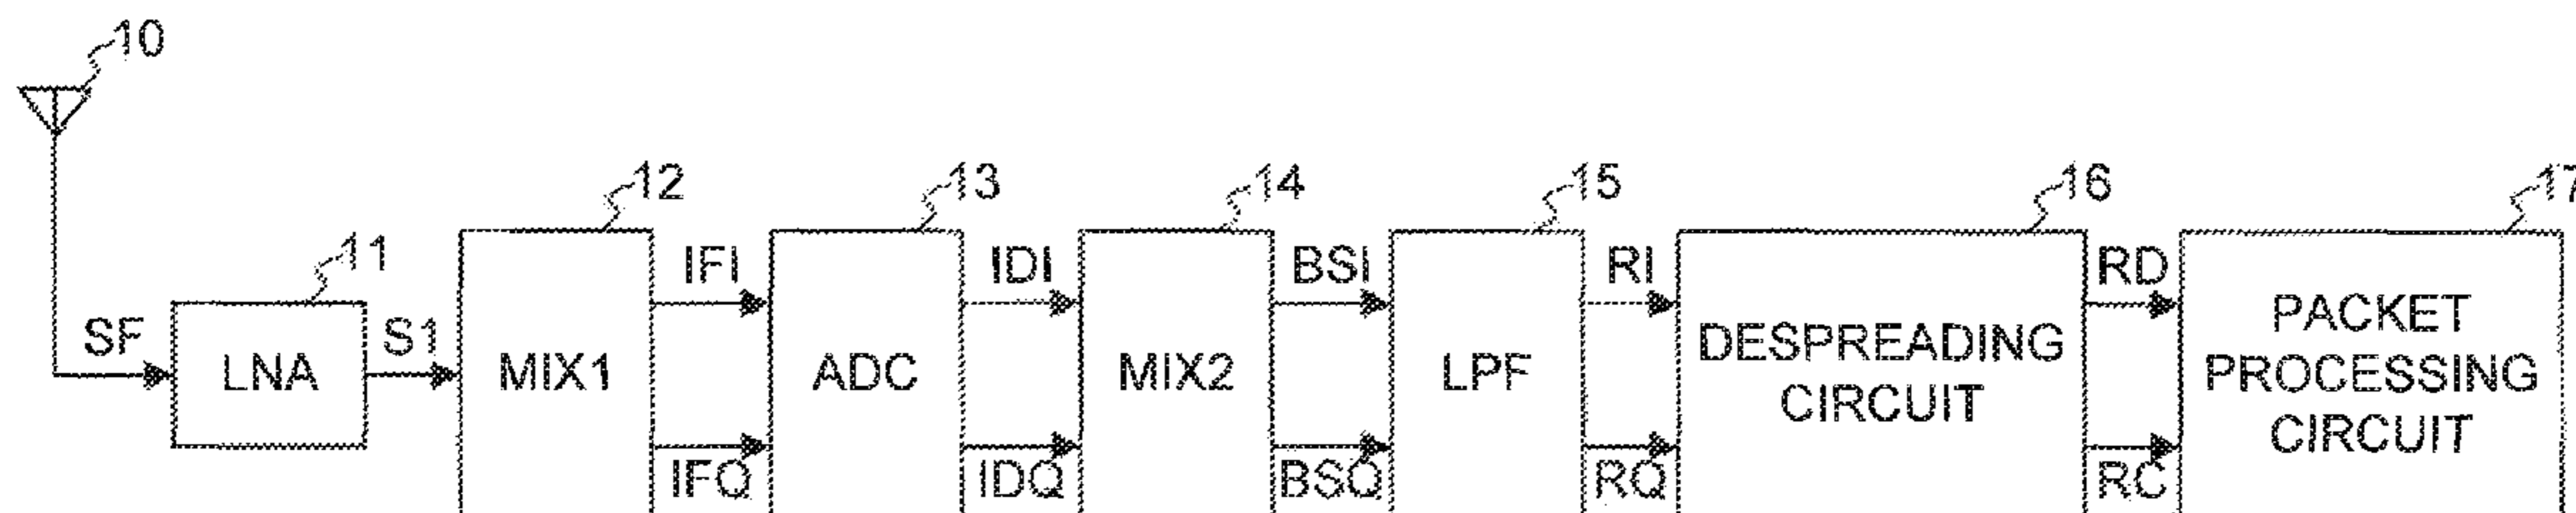 10
12
13
14
15
16
17
11
IFI
IDI
BSI
RI
RD
SF
LNA
S1
MIX1
ADC
MIX2
LPF
DESPREADING
CIRCUIT
PACKET
PROCESSING
CIRCUIT
IFQ
IDQ
BSQ
RQ
RC